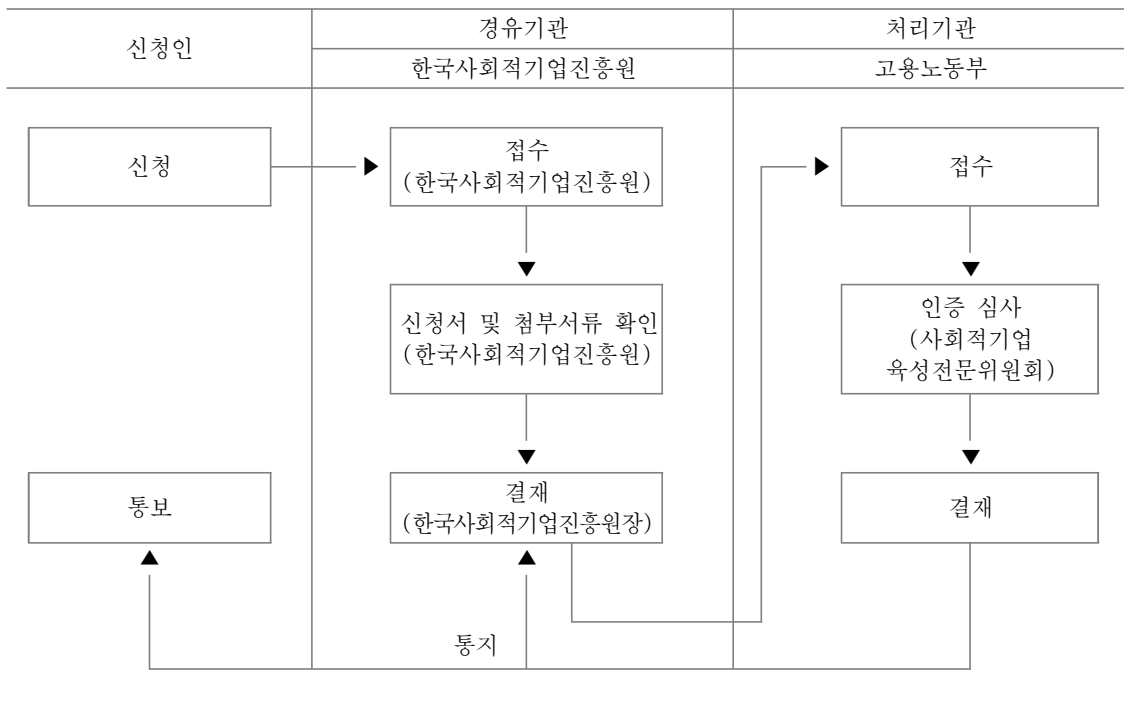 신청인
경유기관
처리기관
한국사회적기업진흥원
고용노동부
신청
접수
(한국사회적기업진흥원)
접수
신청서 및 첨부서류 확인
(한국사회적기업진흥원)
인증 심사
(사회적기업
육성전문위원회)
통보
결재
(한국사회적기업진흥원장)
결재
통지